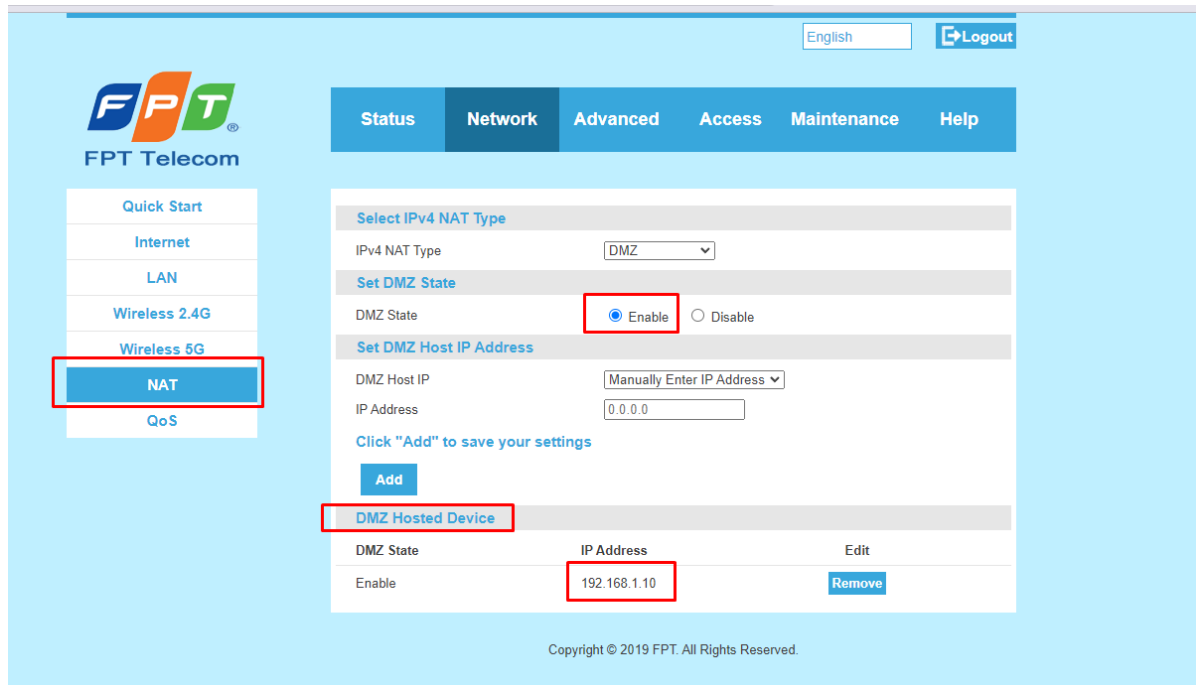 English
Logout
FPT
®
FPT Telecom
Status Network Advanced Access Maintenance Help
Quick Start
Internet
LAN
Wireless 2.4G
Wireless 5G
NAT
QoS
Select IPv4 NAT Type
IPv4 NAT Type DMZ
Set DMZ State
DMZ State Enable Disable
Set DMZ Host IP Address
DMZ Host IP Manually Enter IP Address
IP Address 0.0.0.0
Click "Add" to save your settings
Add
DMZ Hosted Device
DMZ State IP Address Edit
Enable 192.168.1.10 Remove
Copyright © 2019 FPT. All Rights Reserved.